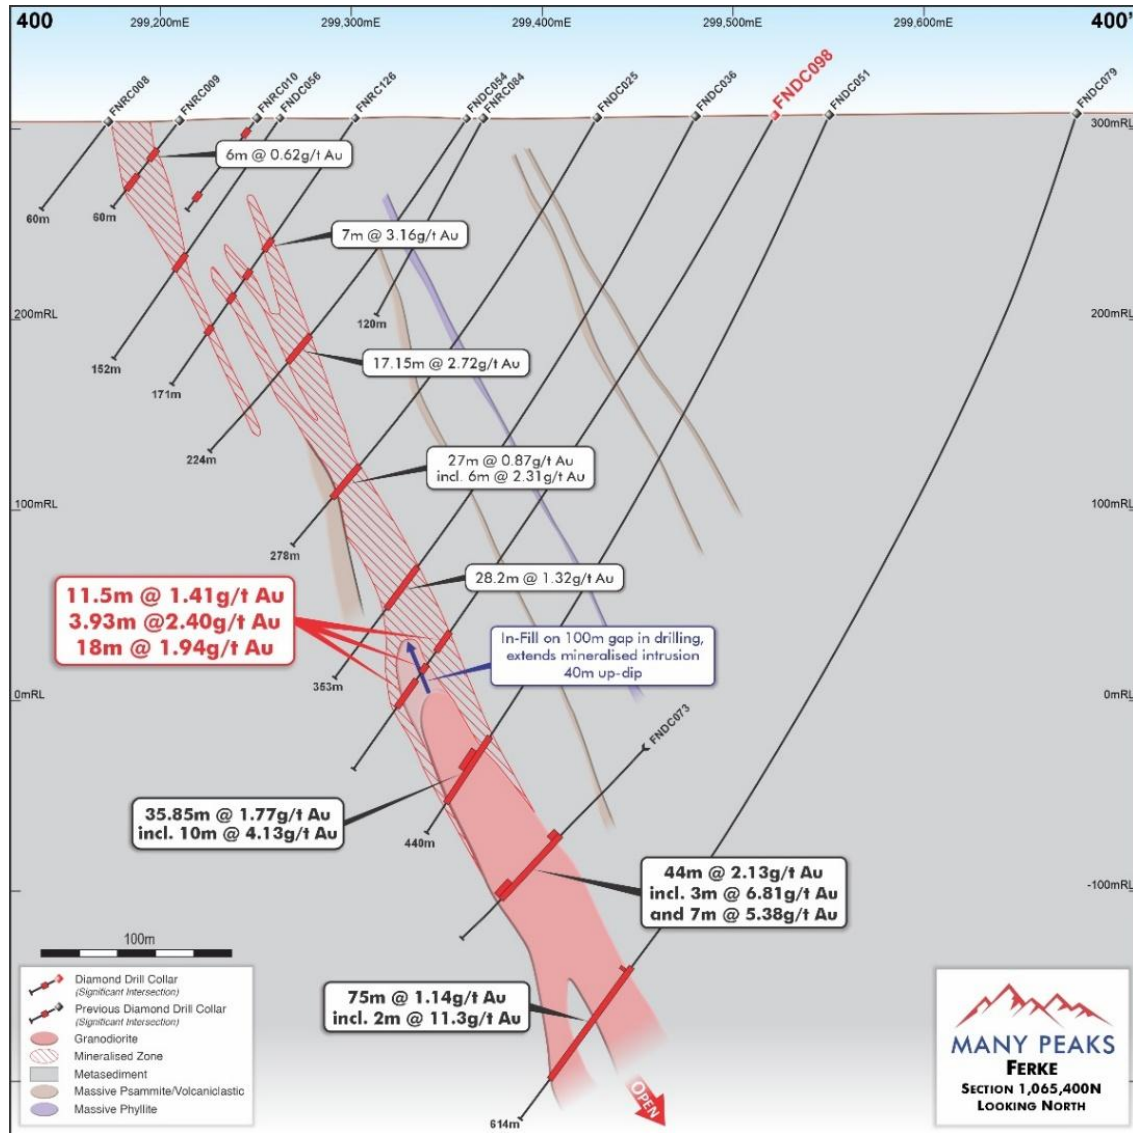 400
299,200mE
299,300mE
299,400mE
299,500mE
299,600mE
400'
FNRC008
FNRC009
FNRC010
FNDC056
FNRC126
FNDC054
FNRC084
FNDC025
FNDC036
FNDC098
FNDC051
FNDC079
300mRL
300mRL
6m @ 0.62g/t Au
60m
60m
7m @ 3.16g/t Au
200mRL
200mRL
120m
152m
17.15m @ 2.72g/t Au
171m
224m
27m @ 0.87g/t Au
incl. 6m @ 2.31g/t Au
100mRL
100mRL
278m
28.2m @ 1.32g/t Au
11.5m @ 1.41g/t Au
3.93m @2.40g/t Au
18m @ 1.94g/t Au
In-Fill on 100m gap in drilling,
extends mineralised intrusion
40m up-dip
353m
0mRL
0mRL
FNDC073
35.85m @ 1.77g/t Au
incl. 10m @ 4.13g/t Au
440m
44m @ 2.13g/t Au
incl. 3m @ 6.81g/t Au
and 7m @ 5.38g/t Au
-100mRL
100m
75m @ 1.14g/t Au
incl. 2m @ 11.3g/t Au
Diamond Drill Collar
(Significant Intersection)
Previous Diamond Drill Collar
(Significant Intersection)
Granodiorite
Mineralised Zone
Metasediment
Massive Psammite/Volcaniclastic
Massive Phyllite
614m
OPEN
MANY PEAKS
FERKE
SECTION 1,065,400N
LOOKING NORTH